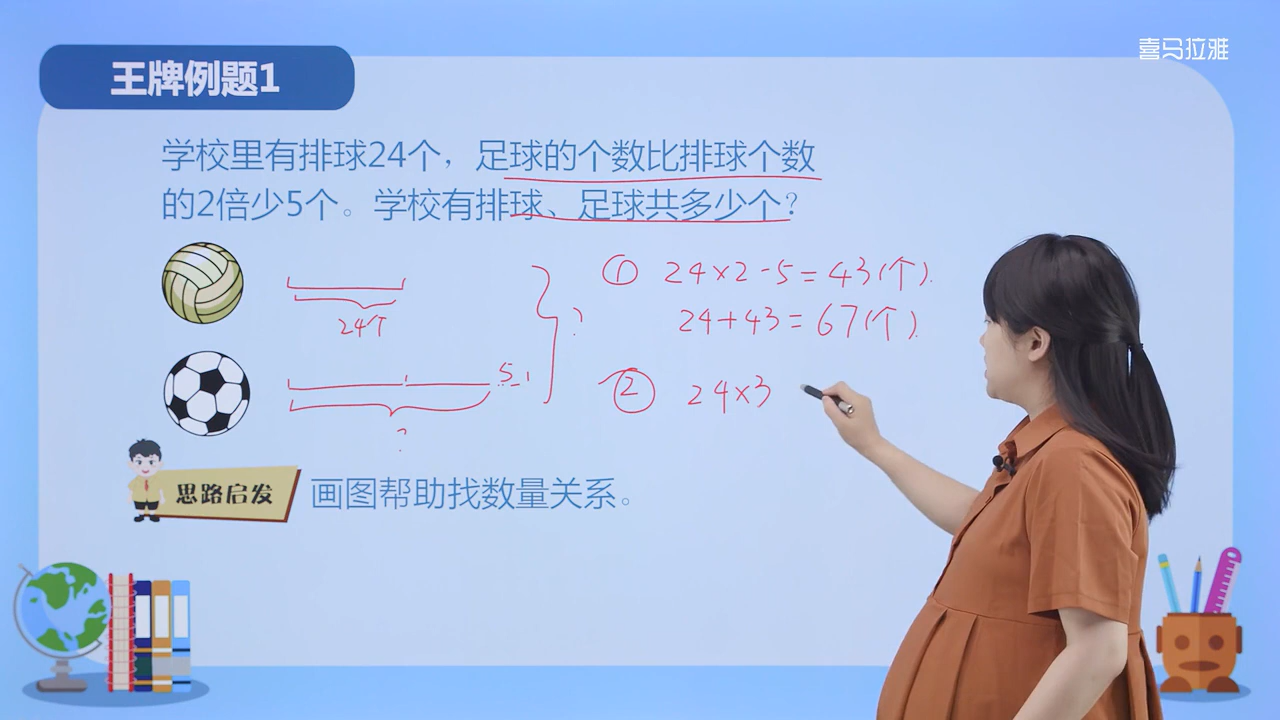 喜马拉雅
王牌例题1
学校里有排球24个，足球的个数比排球个数
的2倍少5个。学校有排球、足球共多少个？
24个
5
?
?
① 24×2-5=43(个).
24+43=67(个).
② 24×3
思路启发
画图帮助找数量关系。